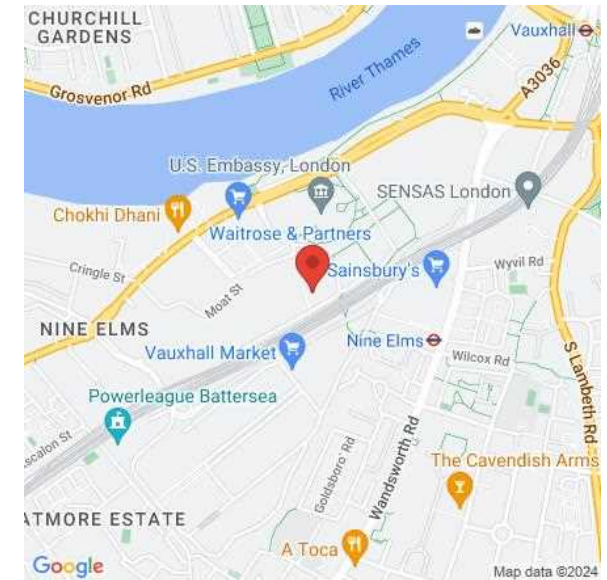 CHURCHILL
GARDENS
Vauxhall
Grosvenor Rd
River Thames
A3036
U.S. Embassy, London
SENSAS London
Chokhi Dhani
Waitrose & Partners
Cringle St
Moat St
Sainsbury's
Wyvil Rd
NINE ELMS
Vauxhall Market
Nine Elms
Wilcox Rd
S Lambeth Rd
Powerleague Battersea
Ascalon St
Goldsboro' Rd
Wandsworth Rd
The Cavendish Arms
ATMORE ESTATE
A Toca
Google
Map data ©2024